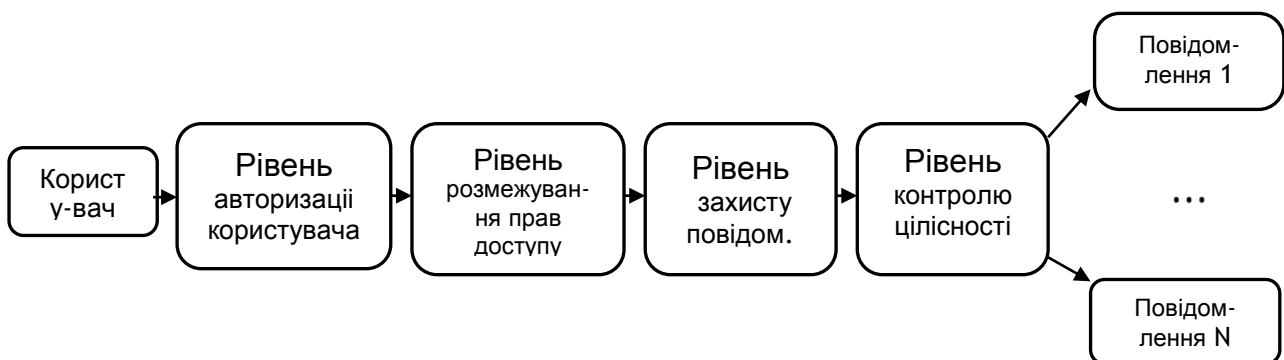 Корист
у-вач
Рівень
авторизаціі
користувача
Рівень
розмежуван-
ня прав
доступу
Рівень
захисту
повідом.
Рівень
контролю
цілісності
Повідом-
лення 1
...
Повідом-
лення N